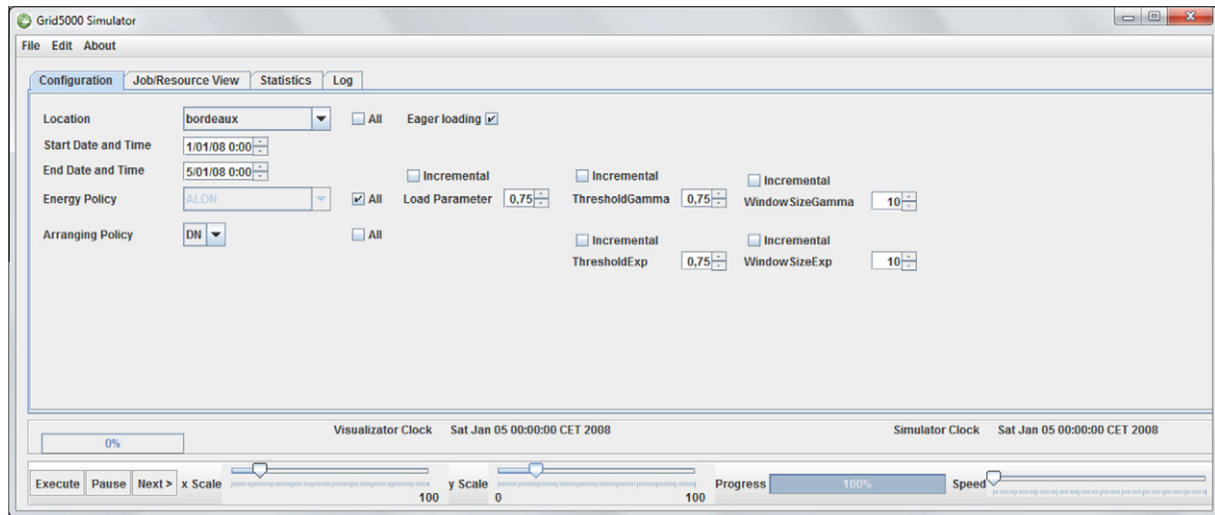 Grid5000 Simulator
File Edit About
Configuration Job/Resource View Statistics Log
Location bordeaux All Eager loading
Start Date and Time 1/01/08 0:00
End Date and Time 5/01/08 0:00
Incremental Incremental Incremental
Energy Policy ALON All Load Parameter 0,75 ThresholdGamma 0,75 WindowSizeGamma 10
Arranging Policy DN All
Incremental Incremental
ThresholdExp 0,75 WindowSizeExp 10
Visualizator Clock Sat Jan 05 00:00:00 CET 2008 Simulator Clock Sat Jan 05 00:00:00 CET 2008
0%
Execute Pause Next > x Scale 100 y Scale 0 100 Progress 100% Speed